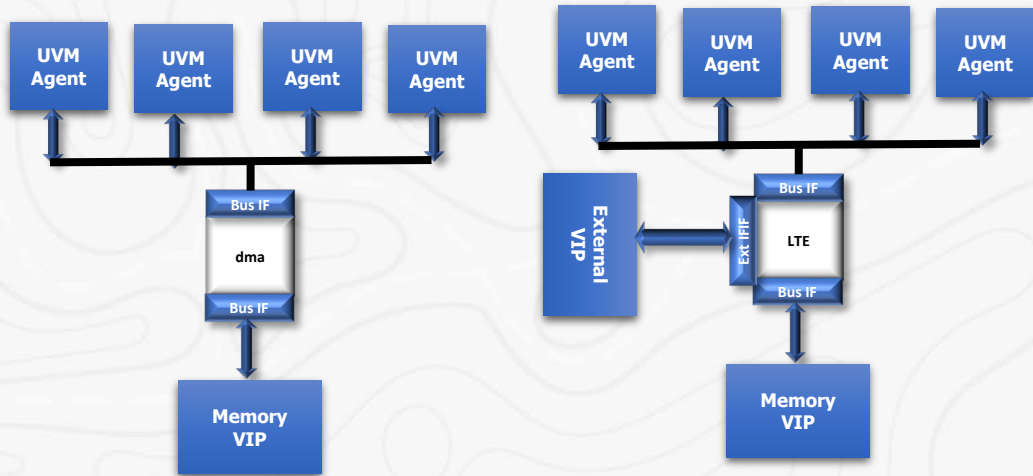 UVM
Agent
UVM
Agent
UVM
Agent
UVM
Agent
Bus IF
dma
Bus IF
Memory
VIP
UVM
Agent
UVM
Agent
UVM
Agent
UVM
Agent
External
VIP
Bus IF
Ext IFIF
LTE
Bus IF
Memory
VIP